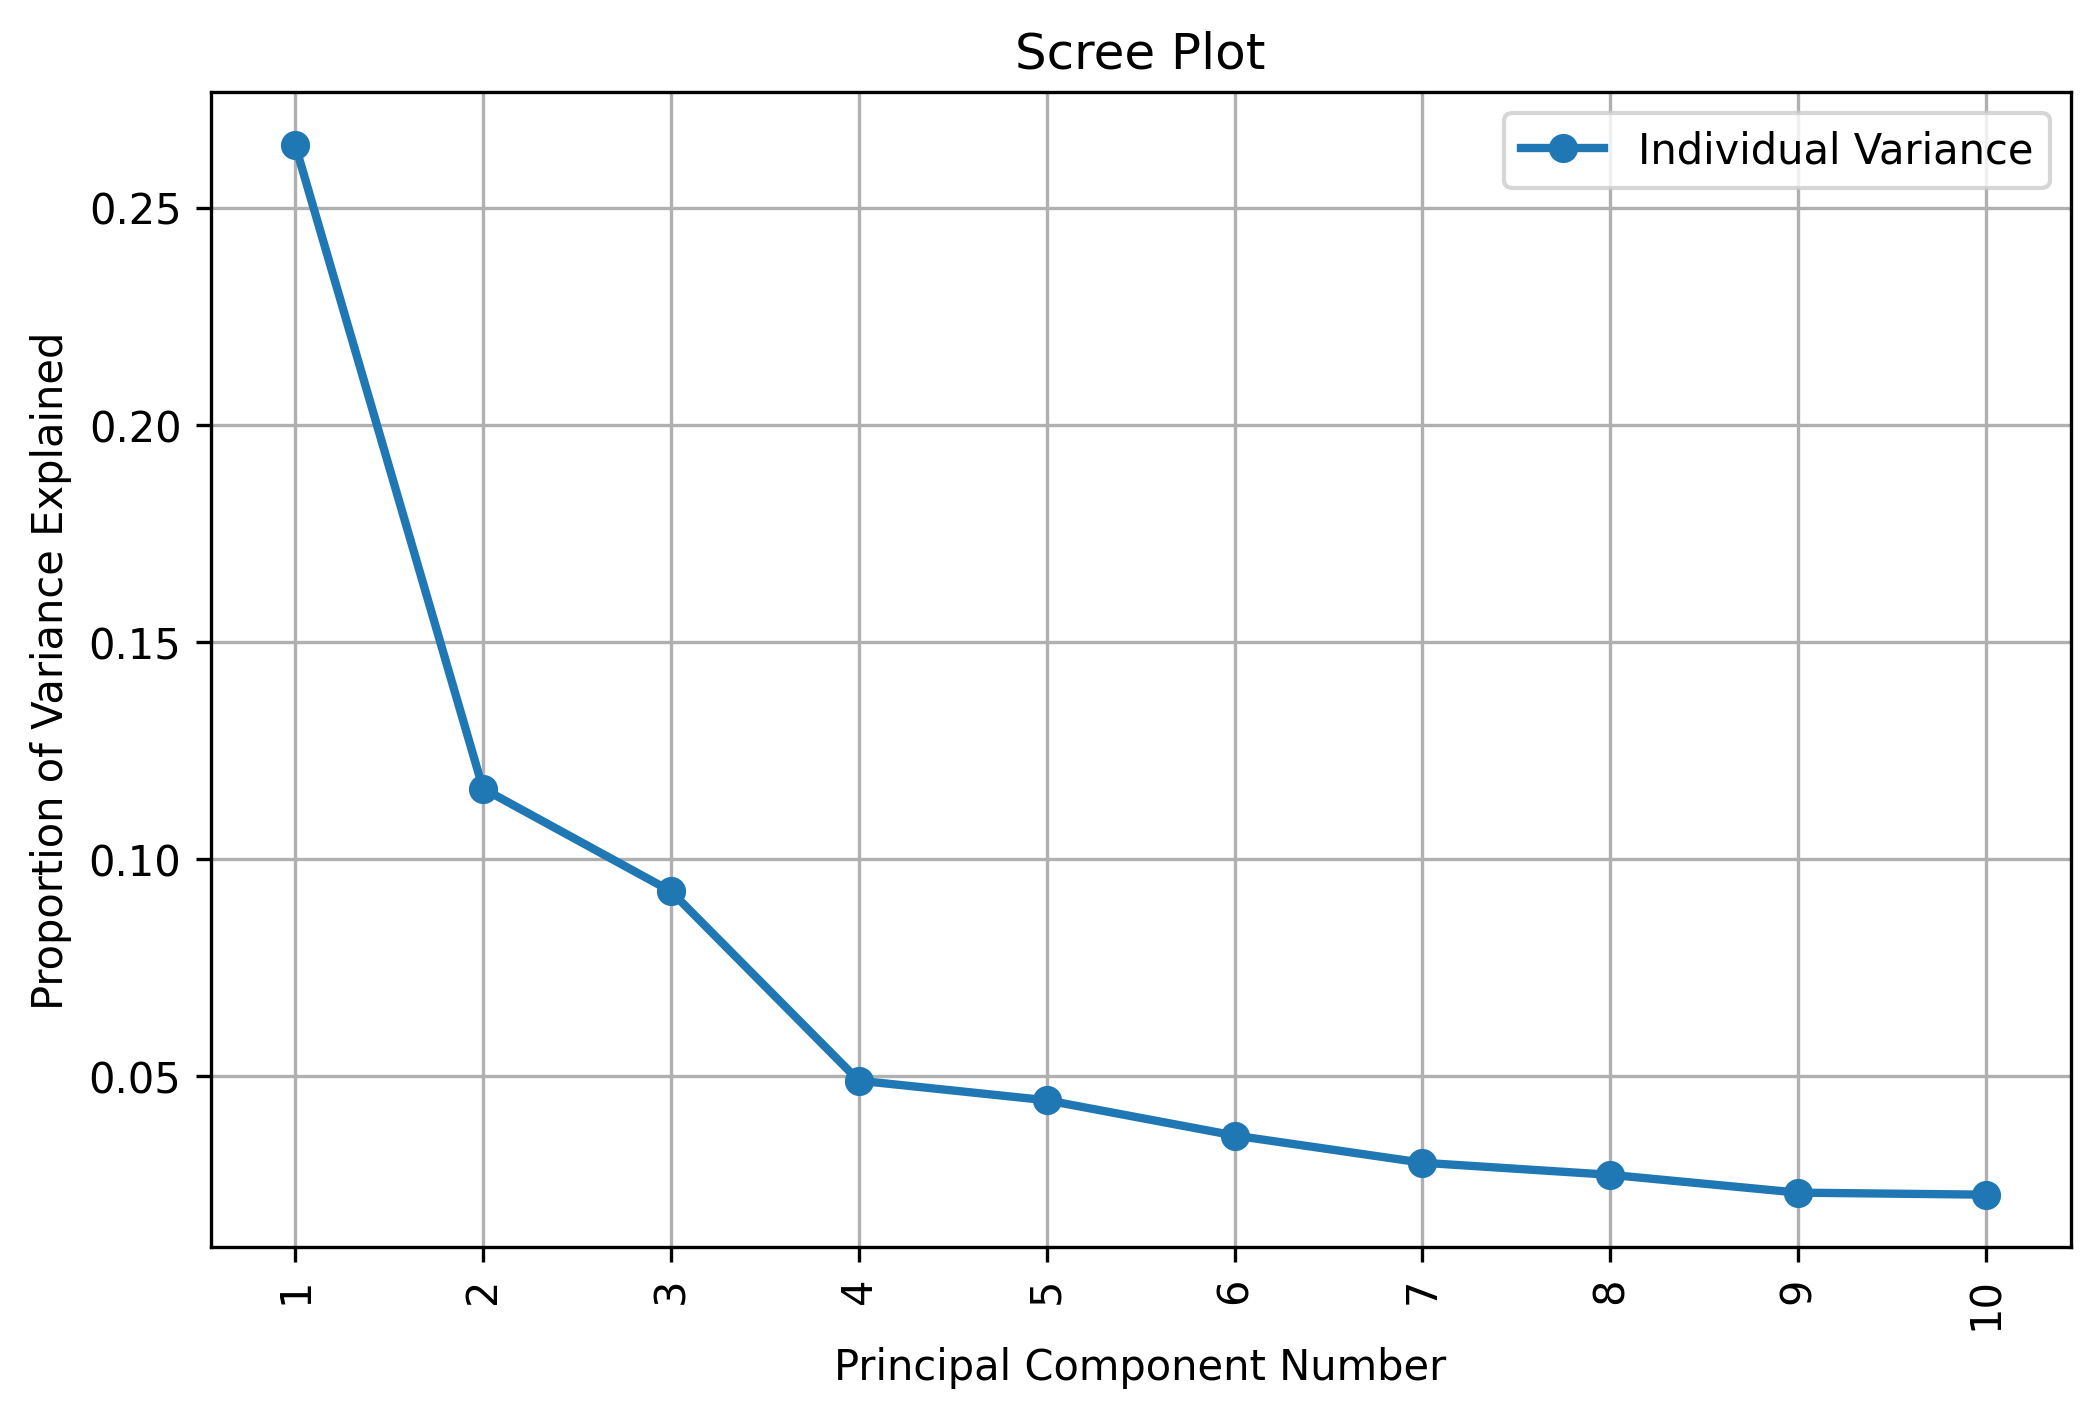 Scree Plot
Individual Variance
Proportion of Variance Explained
0.25
0.20
0.15
0.10
0.05
1 2 3 4 5 6 7 8 9 10
Principal Component Number